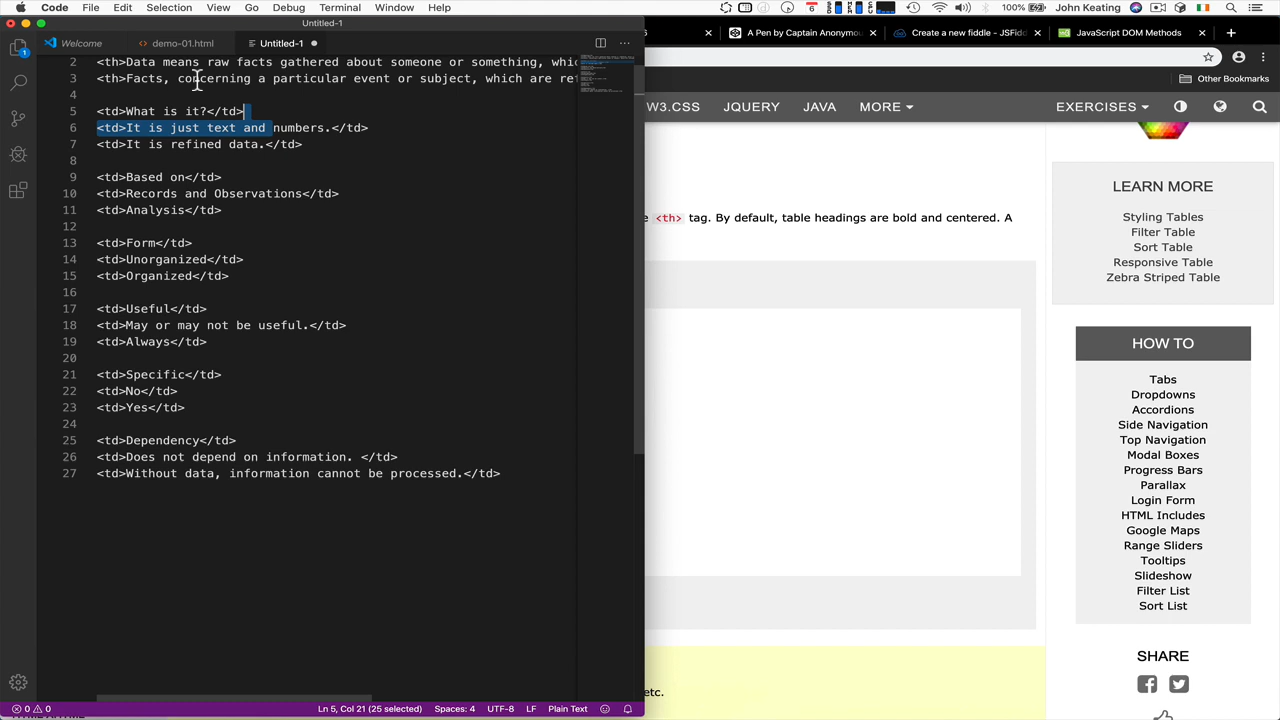 Code File Edit Selection View Go Debug Terminal Window Help 6 100% John Keating
Untitled-1
Welcome demo-01.html Untitled-1
<th>Data means raw facts gathered about someone or something, whic
3 <th>Facts, concerning a particular event or subject, which are ref
4
5 <td>What is it?</td>
6 <td>It is just text and numbers.</td>
7 <td>It is refined data.</td>
8
9 <td>Based on</td>
10 <td>Records and Observations</td>
11 <td>Analysis</td>
12
13 <td>Form</td>
14 <td>Unorganized</td>
15 <td>Organized</td>
16
17 <td>Useful</td>
18 <td>May or may not be useful.</td>
19 <td>Always</td>
20
21 <td>Specific</td>
22 <td>No</td>
23 <td>Yes</td>
24
25 <td>Dependency</td>
26 <td>Does not depend on information. </td>
27 <td>Without data, information cannot be processed.</td>
0 0 Ln 5, Col 21 (25 selected) Spaces: 4 UTF-8 LF Plain Text
6 A Pen by Captain Anonymous Create a new fiddle - JSFid JavaScript DOM Methods
Other Bookmarks
W3.CSS JQUERY JAVA MORE EXERCISES
e <th> tag. By default, table headings are bold and centered. A
etc.
LEARN MORE
Styling Tables
Filter Table
Sort Table
Responsive Table
Zebra Striped Table
HOW TO
Tabs
Dropdowns
Accordions
Side Navigation
Top Navigation
Modal Boxes
Progress Bars
Parallax
Login Form
HTML Includes
Google Maps
Range Sliders
Tooltips
Slideshow
Filter List
Sort List
SHARE